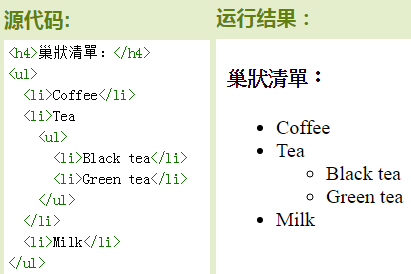 源代码:
<h4>巢狀清單：</h4>
<ul>
<li>Coffee</li>
<li>Tea
<ul>
<li>Black tea</li>
<li>Green tea</li>
</ul>
</li>
<li>Milk</li>
</ul>
运行结果：
巢狀清單：
• Coffee
• Tea
◦ Black tea
◦ Green tea
• Milk